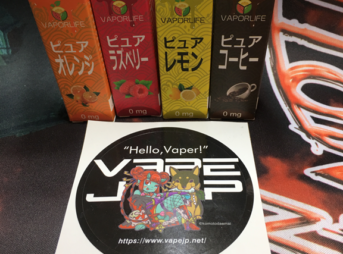 VAPORLIFE
ピュア
オレンジ
0 mg
VAPORLIFE
ピュア
ラズベリー
0 mg
VAPORLIFE
ピュア
レモン
0 mg
VAPORLIFE
ピュア
コーヒー
0 mg
“Hello,Vaper!”
VAPE
JP
https://www.vapejp.net/